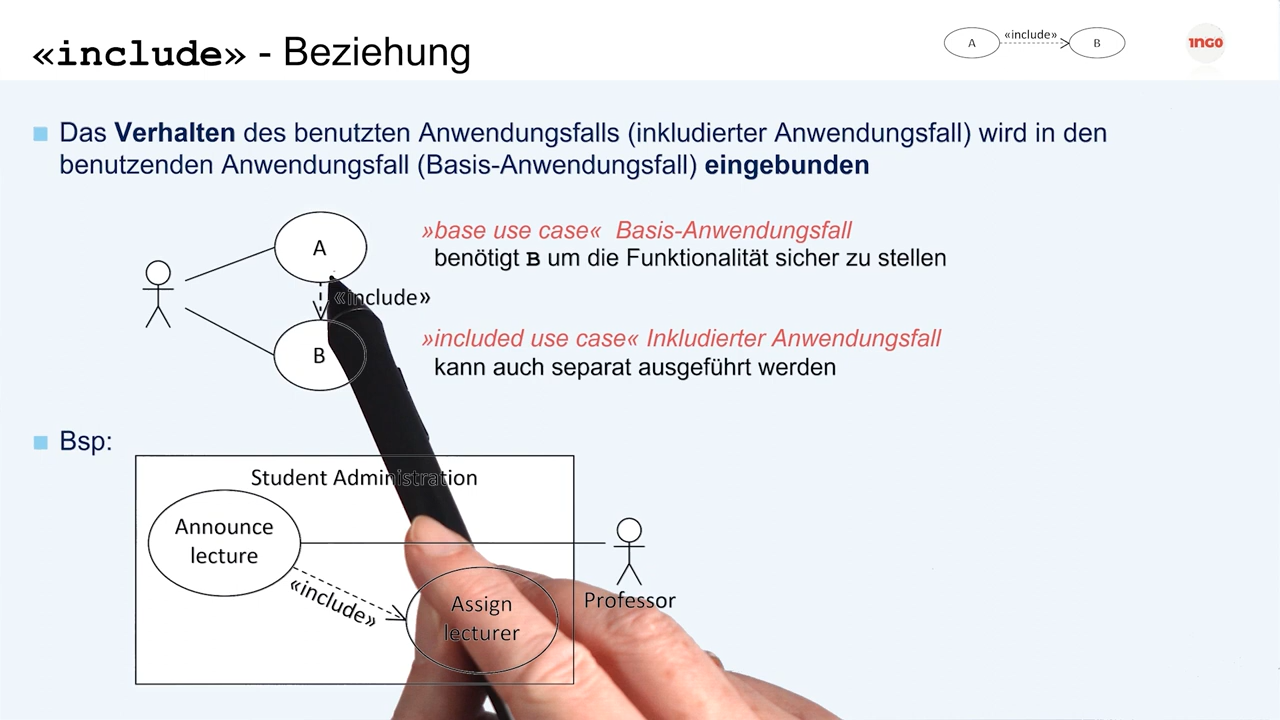 «include» - Beziehung
A «include» B
1NG0
Das Verhalten des benutzten Anwendungsfalls (inkludierter Anwendungsfall) wird in den
benutzenden Anwendungsfall (Basis-Anwendungsfall) eingebunden
A
»base use case« Basis-Anwendungsfall
benötigt B um die Funktionalität sicher zu stellen
«include»
B
»included use case« Inkludierter Anwendungsfall
kann auch separat ausgeführt werden
Bsp:
Student Administration
Announce
lecture
«include»
Assign
lecturer
Professor